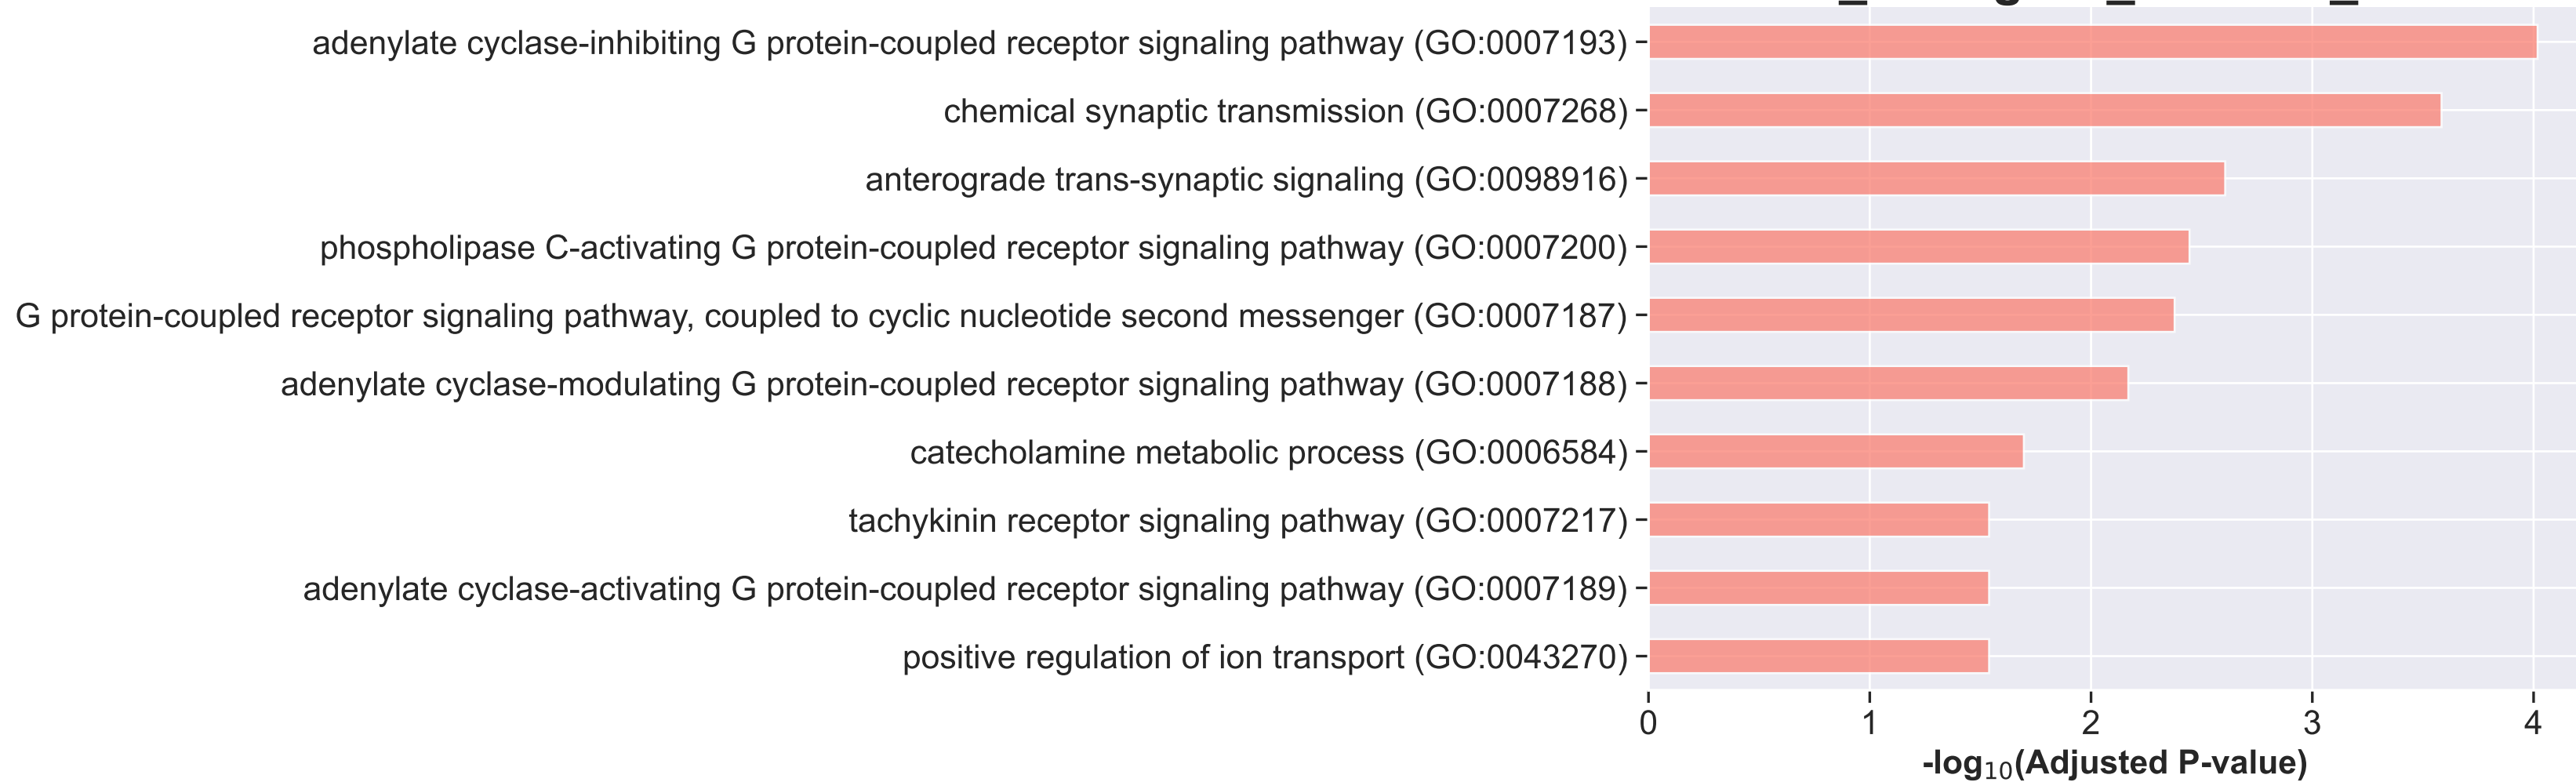 adenylate cyclase-inhibiting G protein-coupled receptor signaling pathway (GO:0007193)
chemical synaptic transmission (GO:0007268)
anterograde trans-synaptic signaling (GO:0098916)
phospholipase C-activating G protein-coupled receptor signaling pathway (GO:0007200)
G protein-coupled receptor signaling pathway, coupled to cyclic nucleotide second messenger (GO:0007187)
adenylate cyclase-modulating G protein-coupled receptor signaling pathway (GO:0007188)
catecholamine metabolic process (GO:0006584)
tachykinin receptor signaling pathway (GO:0007217)
adenylate cyclase-activating G protein-coupled receptor signaling pathway (GO:0007189)
positive regulation of ion transport (GO:0043270)
0 1 2 3 4
-log₁₀(Adjusted P-value)